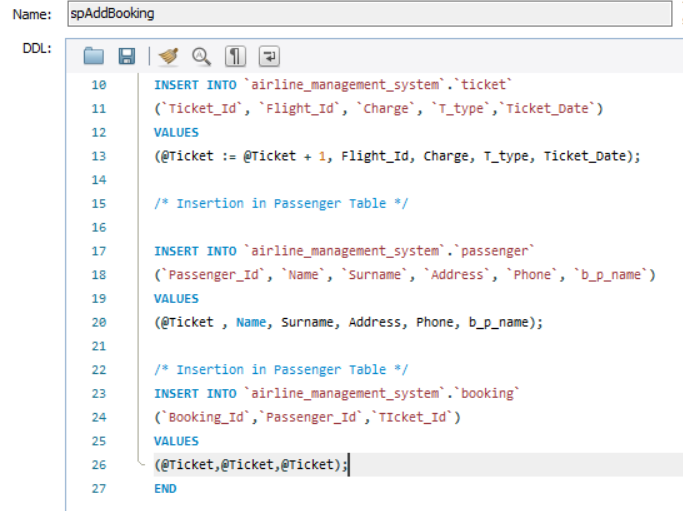 Name: spAddBooking
DDL:
10 INSERT INTO `airline_management_system`.`ticket`
11 (`Ticket_Id`, `Flight_Id`, `Charge`, `T_type`,`Ticket_Date`)
12 VALUES
13 (@Ticket := @Ticket + 1, Flight_Id, Charge, T_type, Ticket_Date);
14
15 /* Insertion in Passenger Table */
16
17 INSERT INTO `airline_management_system`.`passenger`
18 (`Passenger_Id`, `Name`, `Surname`, `Address`, `Phone`, `b_p_name`)
19 VALUES
20 (@Ticket , Name, Surname, Address, Phone, b_p_name);
21
22 /* Insertion in Passenger Table */
23 INSERT INTO `airline_management_system`.`booking`
24 (`Booking_Id`,`Passenger_Id`,`TIcket_Id`)
25 VALUES
26 (@Ticket,@Ticket,@Ticket);
27 END